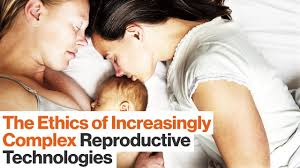 The Ethics of Increasingly
Complex Reproductive
Technologies